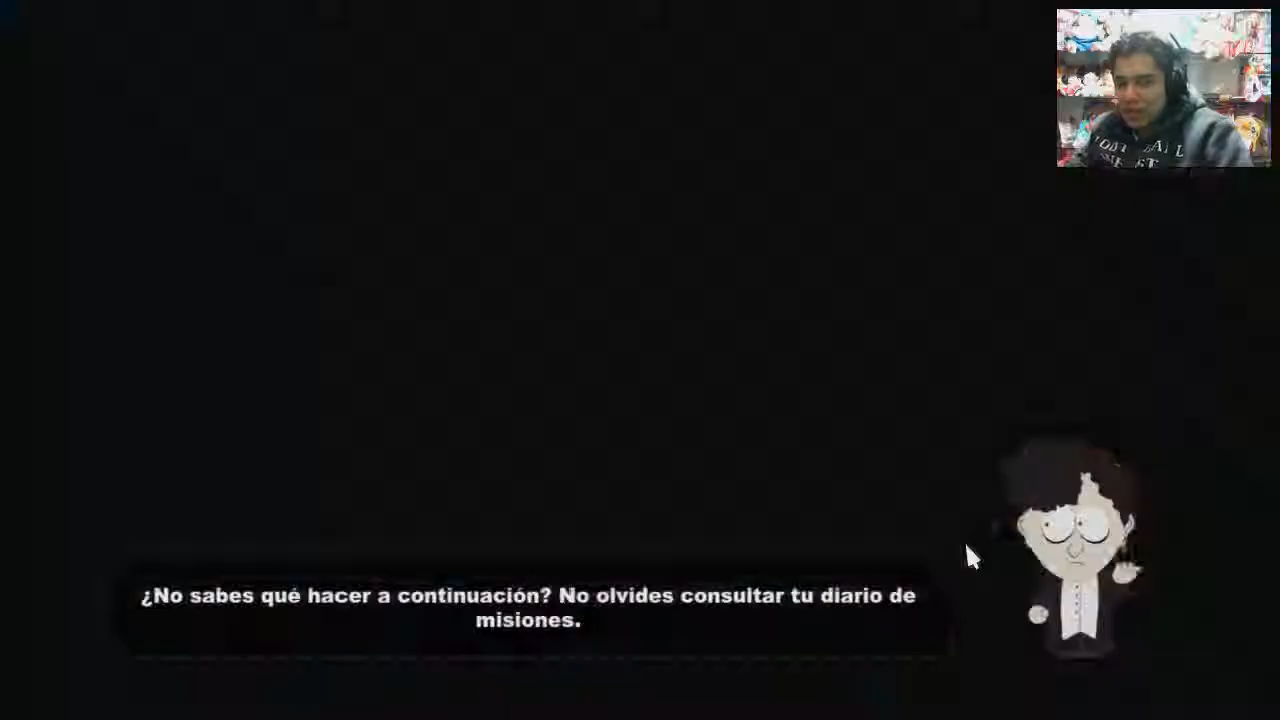 ¿No sabes qué hacer a continuación? No olvides consultar tu diario de
misiones.